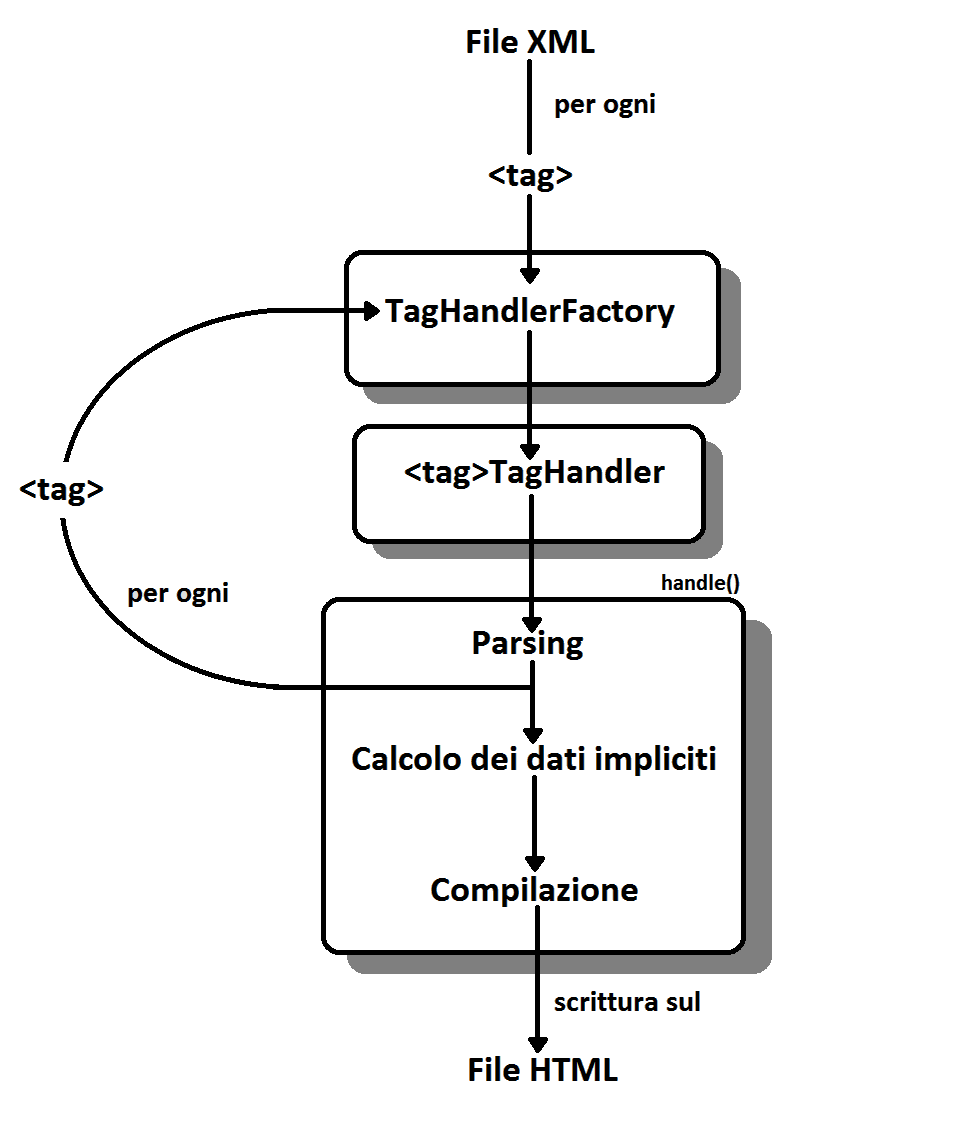 File XML
per ogni
<tag>
TagHandlerFactory
<tag>TagHandler
<tag>
handle()
per ogni
Parsing
Calcolo dei dati impliciti
Compilazione
scrittura sul
File HTML